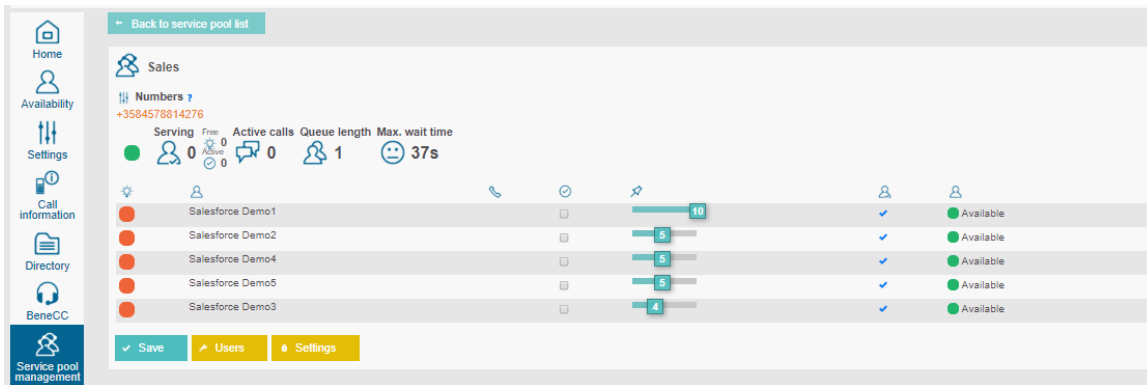 Home
Availability
Settings
Call
information
Directory
BeneCC
Service pool
management
Back to service pool list
Sales
Numbers ?
+3584578814276
Serving Free Active calls Queue length Max. wait time
0 0 Active 0 0 1 37s
Salesforce Demo1 10 Available
Salesforce Demo2 5 Available
Salesforce Demo4 5 Available
Salesforce Demo5 5 Available
Salesforce Demo3 4 Available
Save Users Settings